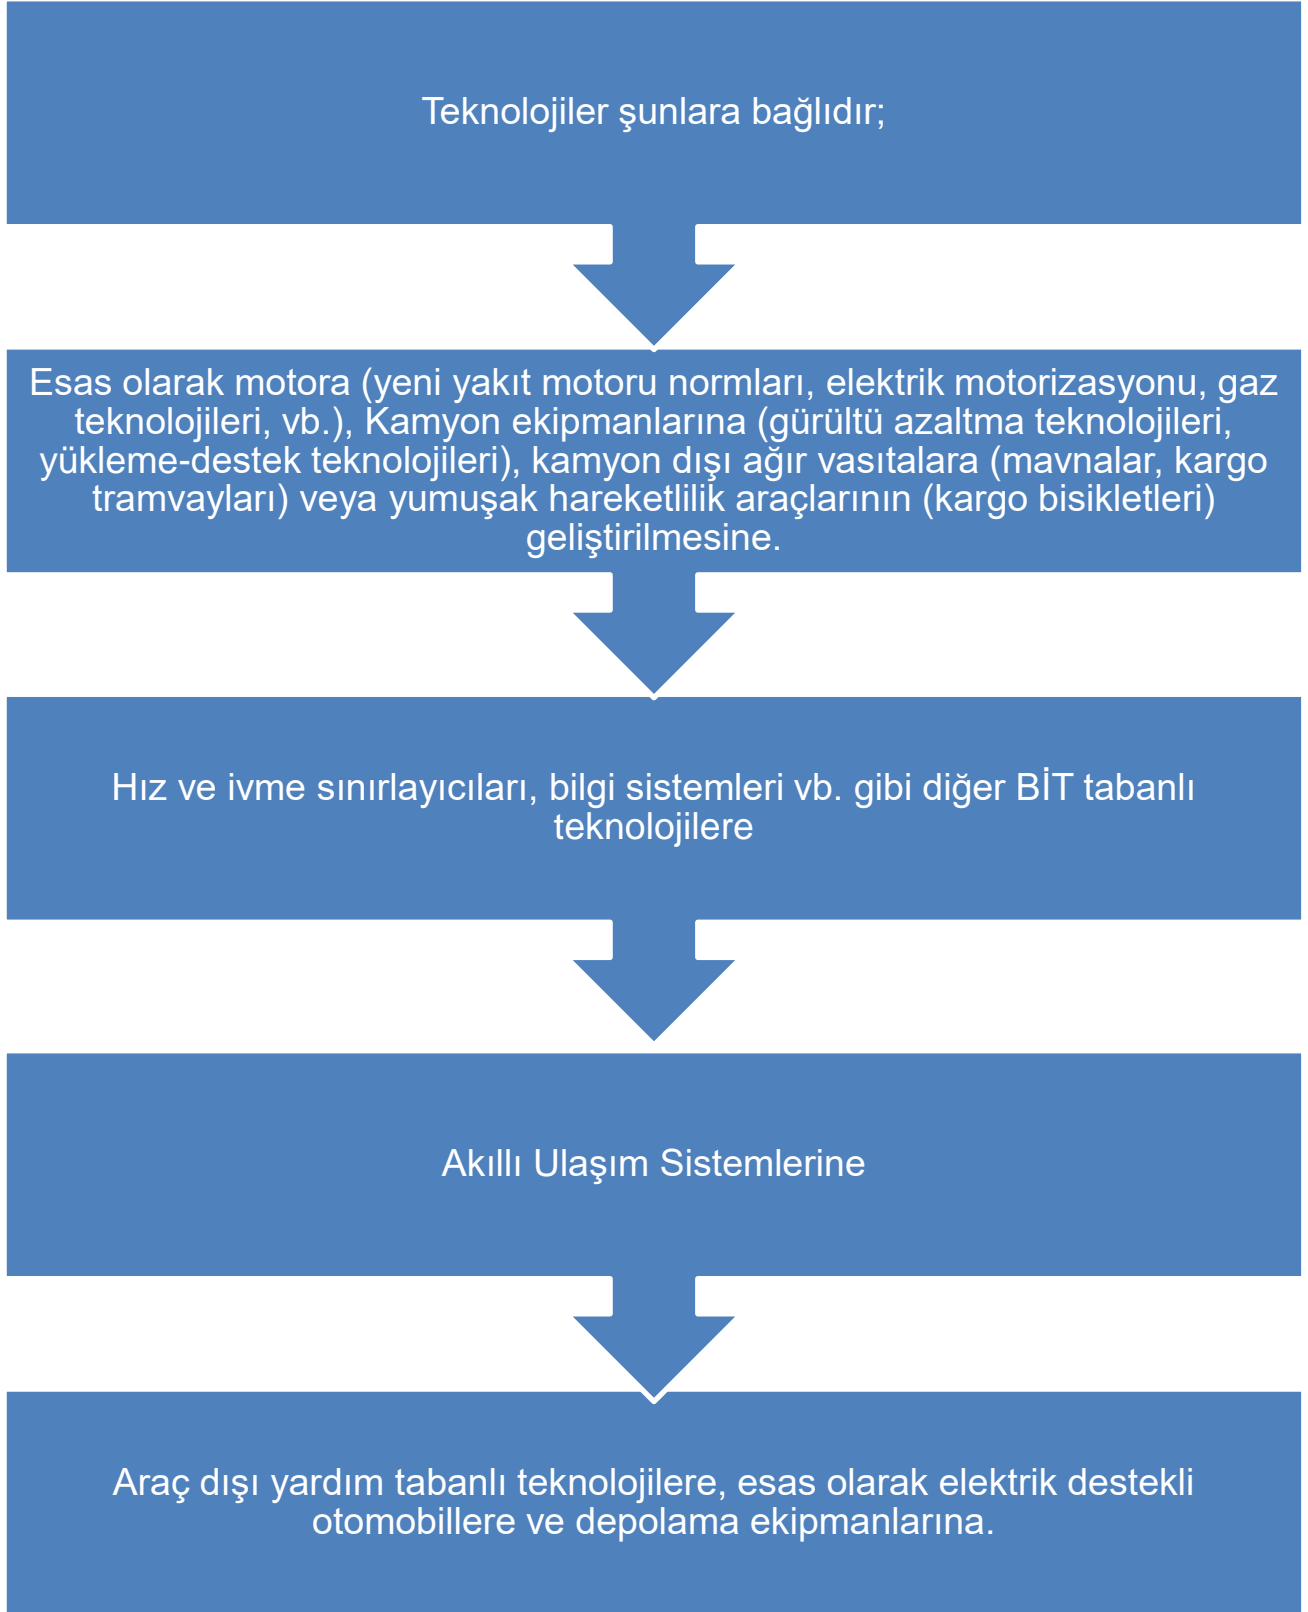 Teknolojiler şunlara bağlıdır;
Esas olarak motora (yeni yakıt motoru normları, elektrik motorizasyonu, gaz
teknolojileri, vb.), Kamyon ekipmanlarına (gürültü azaltma teknolojileri,
yükleme-destek teknolojileri), kamyon dışı ağır vasıtalara (mavnalar, kargo
tramvayları) veya yumuşak hareketlilik araçlarının (kargo bisikletleri)
geliştirilmesine.
Hız ve ivme sınırlayıcıları, bilgi sistemleri vb. gibi diğer BİT tabanlı
teknolojilere
Akıllı Ulaşım Sistemlerine
Araç dışı yardım tabanlı teknolojilere, esas olarak elektrik destekli
otomobillere ve depolama ekipmanlarına.